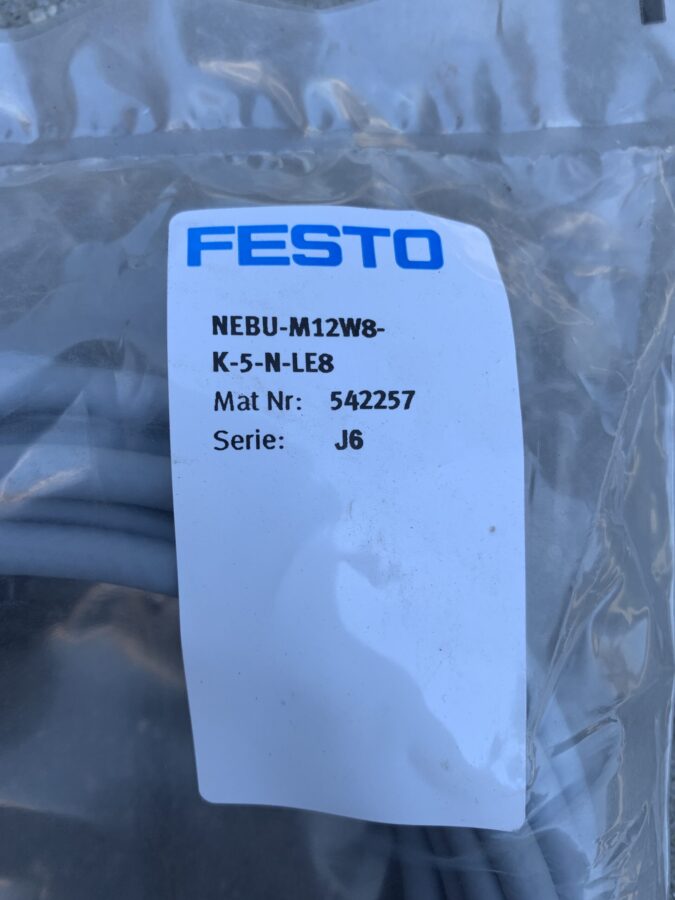 FESTO
NEBU-M12W8-
K-5-N-LE8
Mat Nr: 542257
Serie: J6